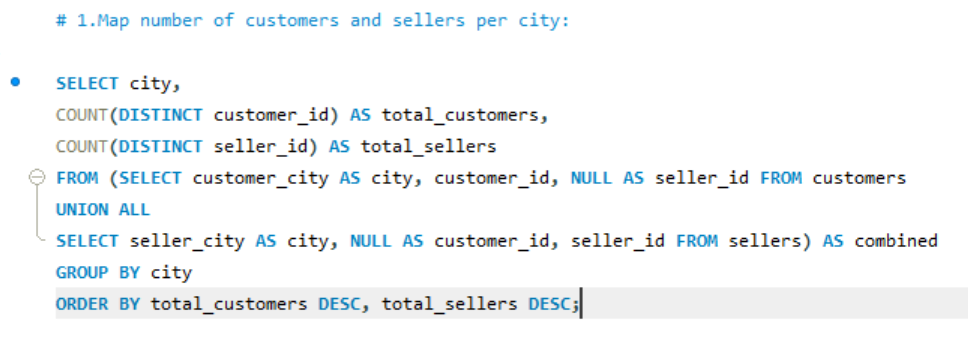 # 1.Map number of customers and sellers per city:
SELECT city,
COUNT(DISTINCT customer_id) AS total_customers,
COUNT(DISTINCT seller_id) AS total_sellers
FROM (SELECT customer_city AS city, customer_id, NULL AS seller_id FROM customers
UNION ALL
SELECT seller_city AS city, NULL AS customer_id, seller_id FROM sellers) AS combined
GROUP BY city
ORDER BY total_customers DESC, total_sellers DESC;